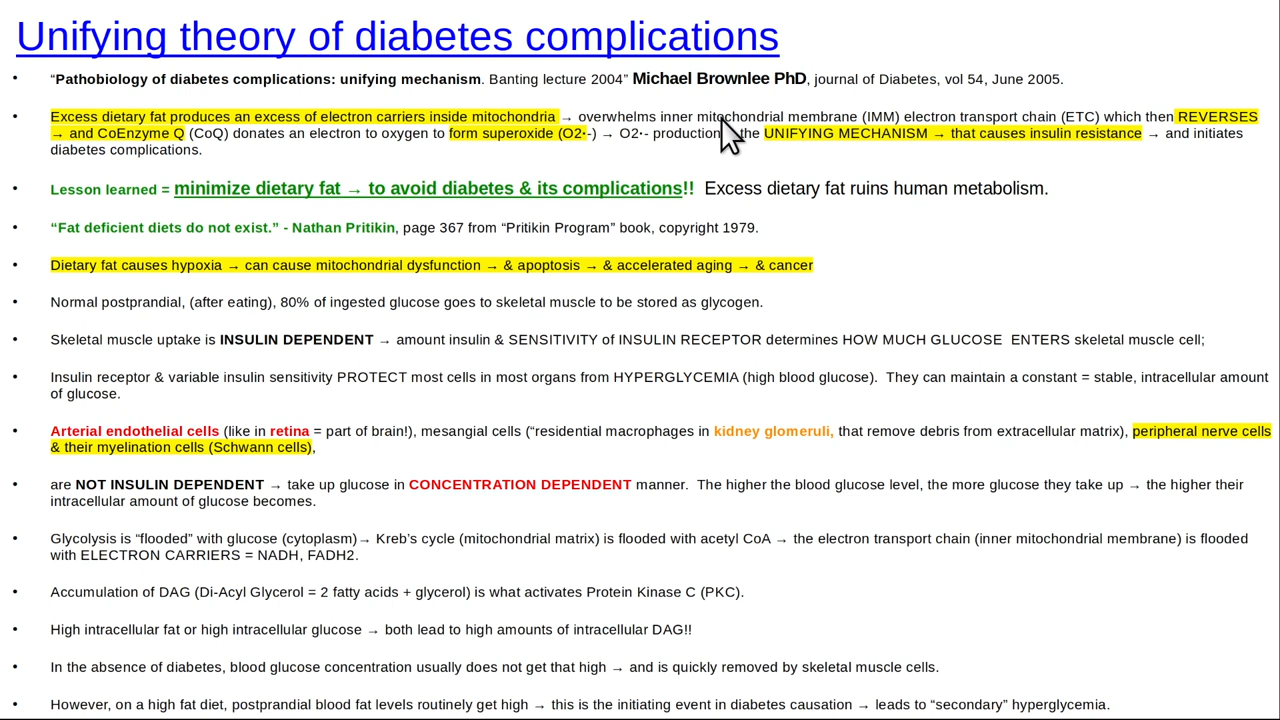 Unifying theory of diabetes complications
• “Pathobiology of diabetes complications: unifying mechanism. Banting lecture 2004” Michael Brownlee PhD, journal of Diabetes, vol 54, June 2005.
• Excess dietary fat produces an excess of electron carriers inside mitochondria → overwhelms inner mitochondrial membrane (IMM) electron transport chain (ETC) which then REVERSES
→ and CoEnzyme Q (CoQ) donates an electron to oxygen to form superoxide (O2·-) → O2·- production the UNIFYING MECHANISM → that causes insulin resistance → and initiates
diabetes complications.
• Lesson learned = minimize dietary fat → to avoid diabetes & its complications!! Excess dietary fat ruins human metabolism.
• “Fat deficient diets do not exist.” - Nathan Pritikin, page 367 from “Pritikin Program” book, copyright 1979.
• Dietary fat causes hypoxia → can cause mitochondrial dysfunction → & apoptosis → & accelerated aging → & cancer
• Normal postprandial, (after eating), 80% of ingested glucose goes to skeletal muscle to be stored as glycogen.
• Skeletal muscle uptake is INSULIN DEPENDENT → amount insulin & SENSITIVITY of INSULIN RECEPTOR determines HOW MUCH GLUCOSE ENTERS skeletal muscle cell;
• Insulin receptor & variable insulin sensitivity PROTECT most cells in most organs from HYPERGLYCEMIA (high blood glucose). They can maintain a constant = stable, intracellular amount
of glucose.
• Arterial endothelial cells (like in retina = part of brain!), mesangial cells (“residential macrophages in kidney glomeruli, that remove debris from extracellular matrix), peripheral nerve cells
& their myelination cells (Schwann cells),
• are NOT INSULIN DEPENDENT → take up glucose in CONCENTRATION DEPENDENT manner. The higher the blood glucose level, the more glucose they take up → the higher their
intracellular amount of glucose becomes.
• Glycolysis is “flooded” with glucose (cytoplasm)→ Kreb’s cycle (mitochondrial matrix) is flooded with acetyl CoA → the electron transport chain (inner mitochondrial membrane) is flooded
with ELECTRON CARRIERS = NADH, FADH2.
• Accumulation of DAG (Di-Acyl Glycerol = 2 fatty acids + glycerol) is what activates Protein Kinase C (PKC).
• High intracellular fat or high intracellular glucose → both lead to high amounts of intracellular DAG!!
• In the absence of diabetes, blood glucose concentration usually does not get that high → and is quickly removed by skeletal muscle cells.
• However, on a high fat diet, postprandial blood fat levels routinely get high → this is the initiating event in diabetes causation → leads to “secondary” hyperglycemia.